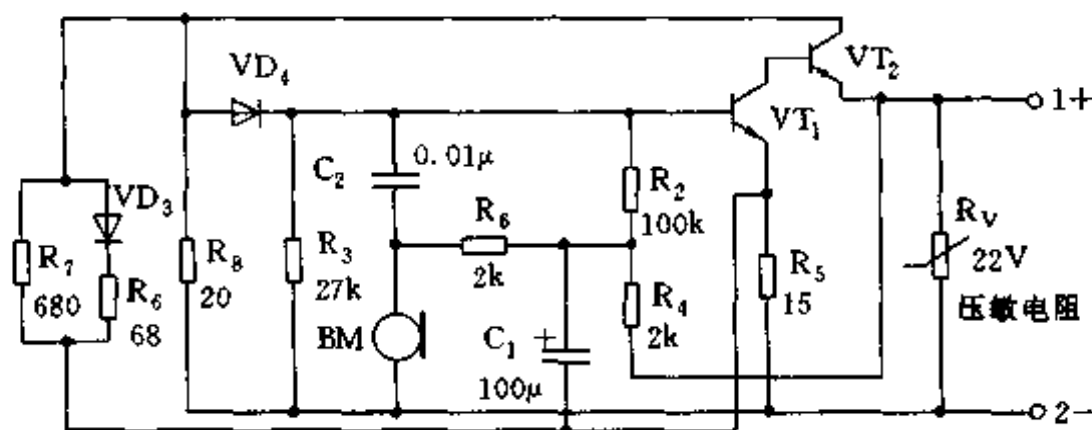 VD₄
VT₂
VT₁
1+
C₂
0.01μ
R₂
100k
VD₃
R₇
680
R₆
68
R₈
20
R₃
27k
R₆
2k
R₄
2k
R₅
15
R_V
22V
压敏电阻
BM
C₁
+
100μ
2-